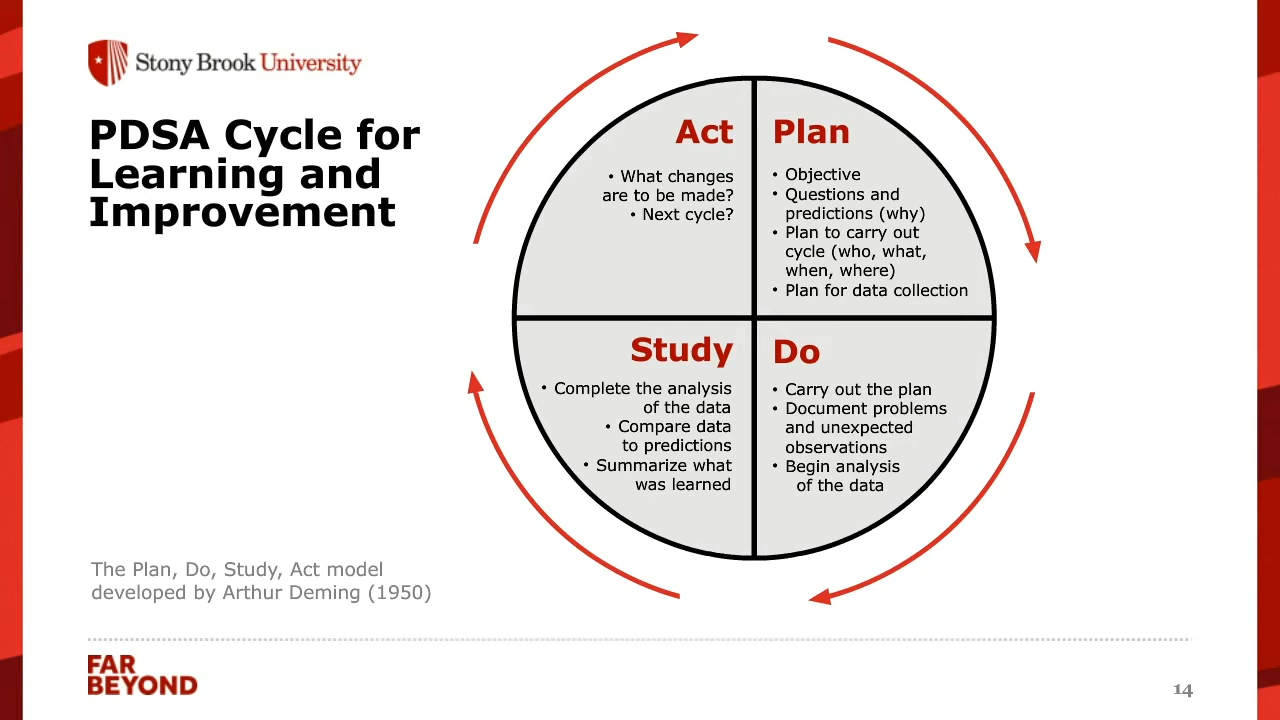 Stony Brook University
PDSA Cycle for
Learning and
Improvement
Act
• What changes
are to be made?
• Next cycle?
Plan
• Objective
• Questions and
predictions (why)
• Plan to carry out
cycle (who, what,
when, where)
• Plan for data collection
Study
• Complete the analysis
of the data
• Compare data
to predictions
• Summarize what
was learned
Do
• Carry out the plan
• Document problems
and unexpected
observations
• Begin analysis
of the data
The Plan, Do, Study, Act model
developed by Arthur Deming (1950)
FAR
BEYOND
14